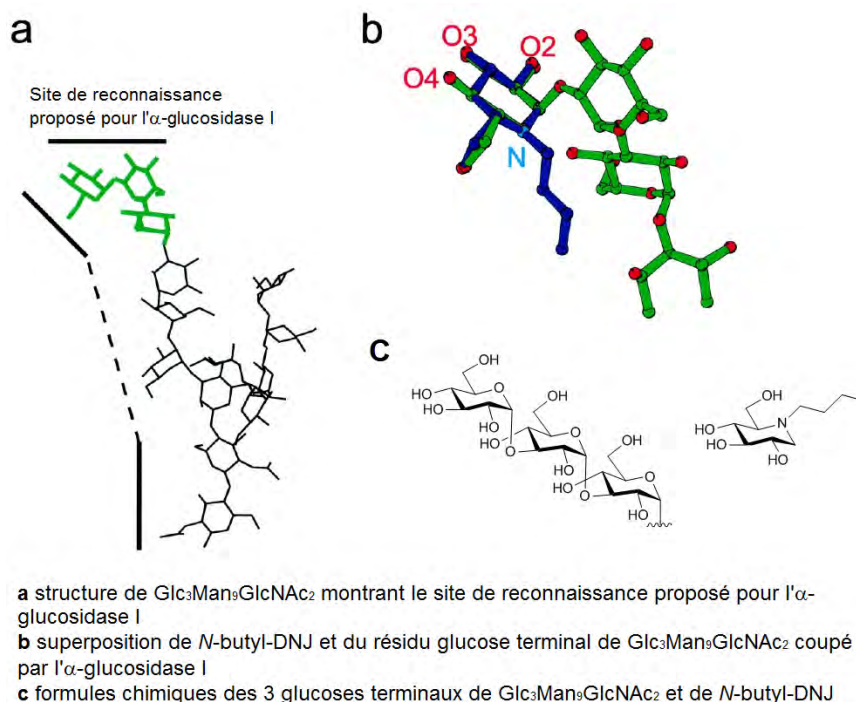 a
b
Site de reconnaissance
proposé pour l'α-glucosidase I
O3
O2
O4
N
c
OH
HO
O
HO
HO
O
OH
HO
O
O
HO
O
OH
HO
O
O
HO
OH
HO
N
HO
OH
a structure de Glc₃Man₉GlcNAc₂ montrant le site de reconnaissance proposé pour l'α-
glucosidase I
b superposition de N-butyl-DNJ et du résidu glucose terminal de Glc₃Man₉GlcNAc₂ coupé
par l'α-glucosidase I
c formules chimiques des 3 glucoses terminaux de Glc₃Man₉GlcNAc₂ et de N-butyl-DNJ